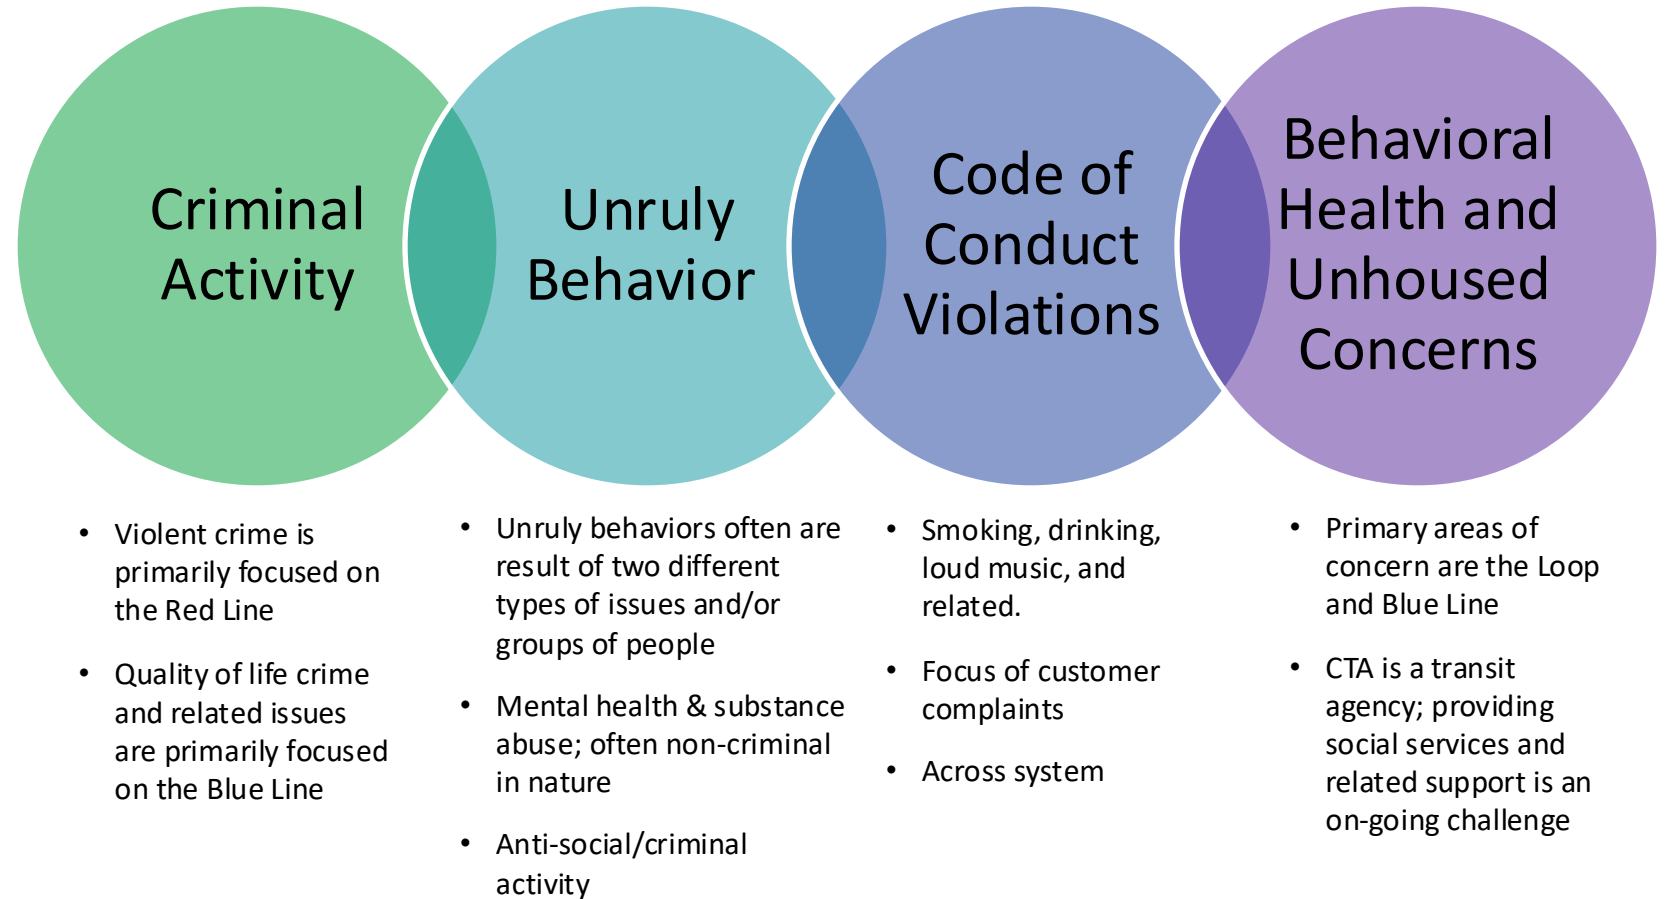 Criminal
Activity
Unruly
Behavior
Code of
Conduct
Violations
Behavioral
Health and
Unhoused
Concerns
• Violent crime is
primarily focused on
the Red Line
• Quality of life crime
and related issues
are primarily focused
on the Blue Line
• Unruly behaviors often are
result of two different
types of issues and/or
groups of people
• Mental health & substance
abuse; often non-criminal
in nature
• Anti-social/criminal
activity
• Smoking, drinking,
loud music, and
related.
• Focus of customer
complaints
• Across system
• Primary areas of
concern are the Loop
and Blue Line
• CTA is a transit
agency; providing
social services and
related support is an
on-going challenge